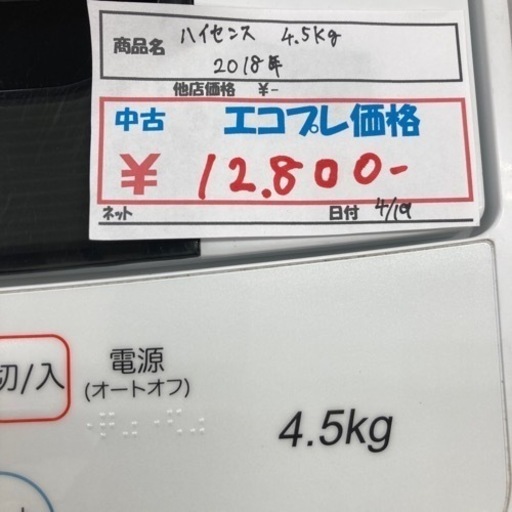 商品名 ハイセンス 4.5kg
2018年
他店価格 ¥-
中古 エコプレ価格
¥ 12.800-
ネット 日付 4/19
切/入 電源
(オートオフ)
4.5kg